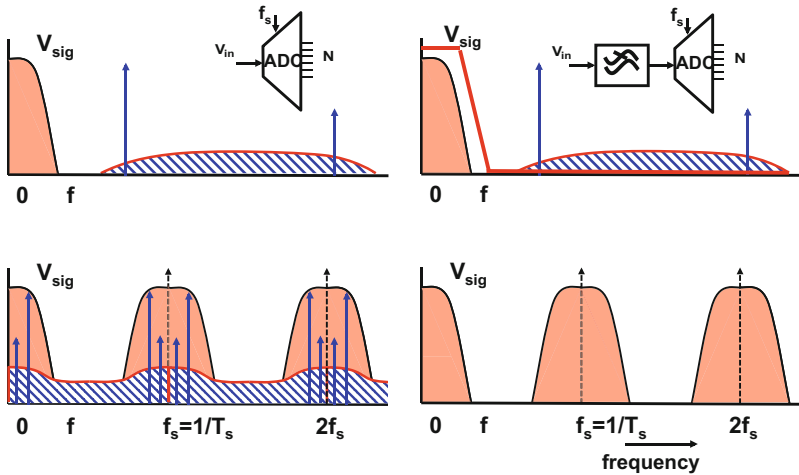 V_sig
f_s
V_in
ADC
N
0 f
V_sig
f_s
V_in
ADC
N
0 f
V_sig
0 f f_s=1/T_s 2f_s
V_sig
0 f f_s=1/T_s 2f_s
frequency